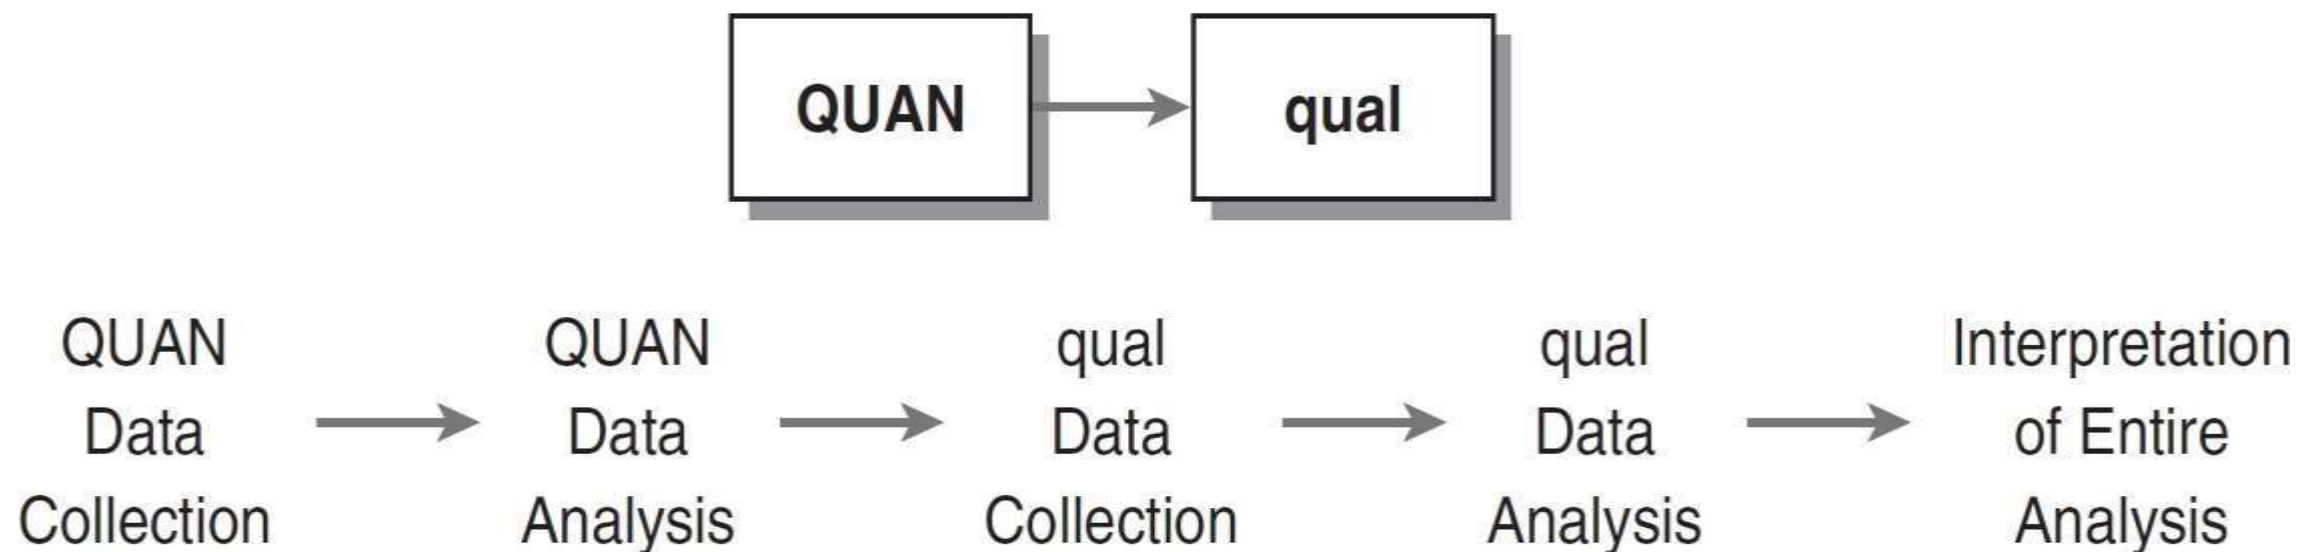 QUAN
qual
QUAN
Data
Collection
QUAN
Data
Analysis
qual
Data
Collection
qual
Data
Analysis
Interpretation
of Entire
Analysis